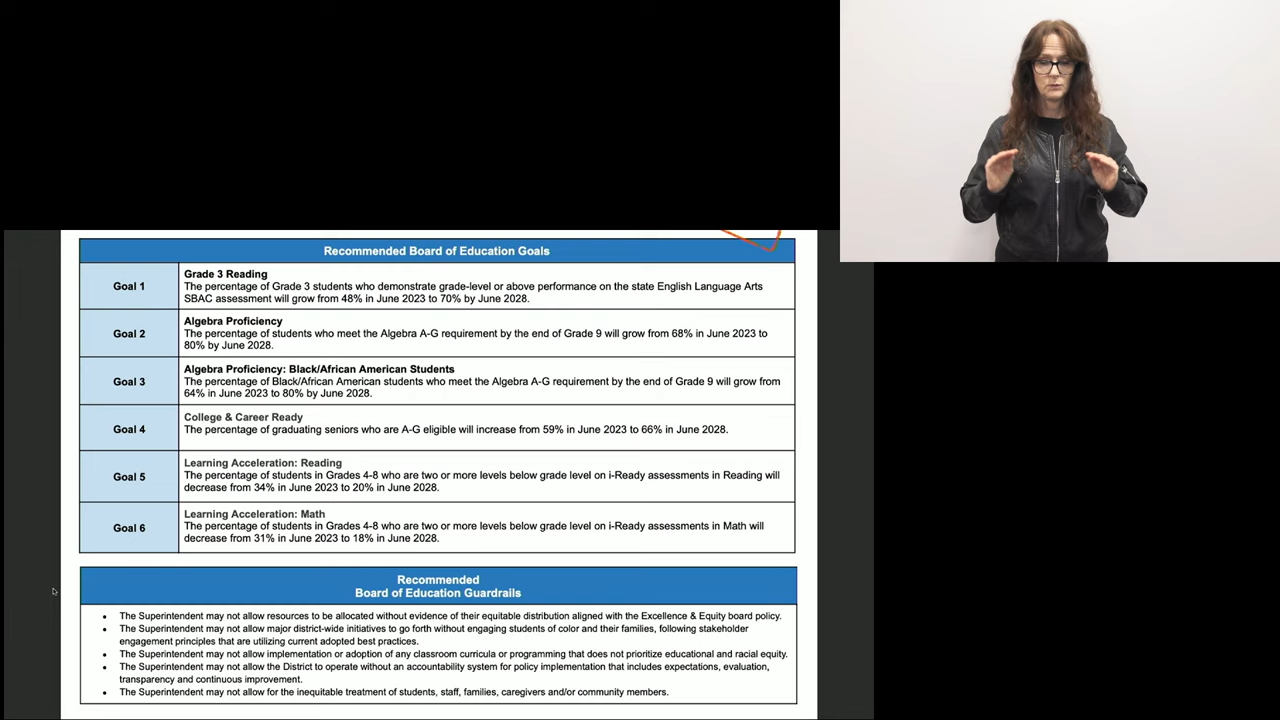 Recommended Board of Education Goals
Goal 1
Grade 3 Reading
The percentage of Grade 3 students who demonstrate grade-level or above performance on the state English Language Arts
SBAC assessment will grow from 48% in June 2023 to 70% by June 2028.
Goal 2
Algebra Proficiency
The percentage of students who meet the Algebra A-G requirement by the end of Grade 9 will grow from 68% in June 2023 to
80% by June 2028.
Goal 3
Algebra Proficiency: Black/African American Students
The percentage of Black/African American students who meet the Algebra A-G requirement by the end of Grade 9 will grow from
64% in June 2023 to 80% by June 2028.
Goal 4
College & Career Ready
The percentage of graduating seniors who are A-G eligible will increase from 59% in June 2023 to 66% in June 2028.
Goal 5
Learning Acceleration: Reading
The percentage of students in Grades 4-8 who are two or more levels below grade level on i-Ready assessments in Reading will
decrease from 34% in June 2023 to 20% in June 2028.
Goal 6
Learning Acceleration: Math
The percentage of students in Grades 4-8 who are two or more levels below grade level on i-Ready assessments in Math will
decrease from 31% in June 2023 to 18% in June 2028.
Recommended
Board of Education Guardrails
• The Superintendent may not allow resources to be allocated without evidence of their equitable distribution aligned with the Excellence & Equity board policy.
• The Superintendent may not allow major district-wide initiatives to go forth without engaging students of color and their families, following stakeholder
engagement principles that are utilizing current adopted best practices.
• The Superintendent may not allow implementation or adoption of any classroom curricula or programming that does not prioritize educational and racial equity.
• The Superintendent may not allow the District to operate without an accountability system for policy implementation that includes expectations, evaluation,
transparency and continuous improvement.
• The Superintendent may not allow for the inequitable treatment of students, staff, families, caregivers and/or community members.